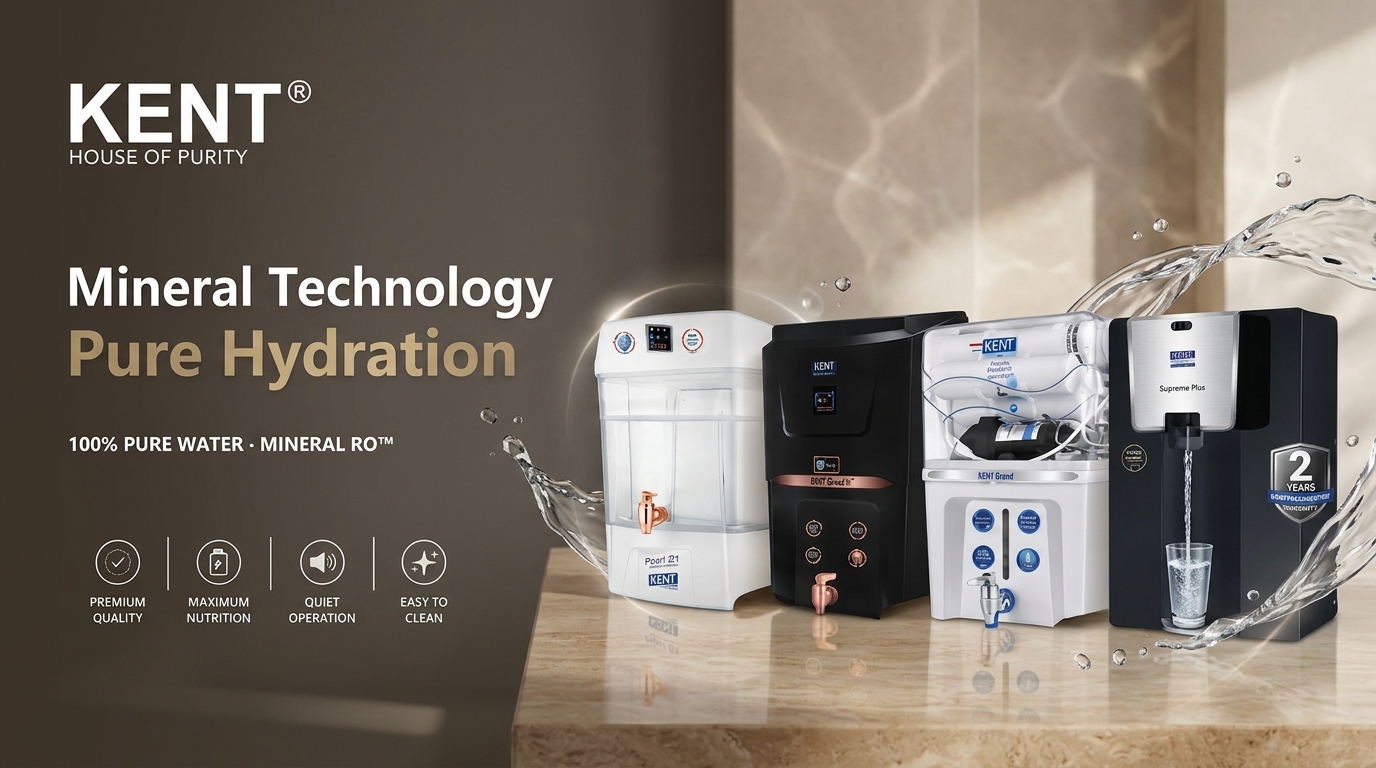 KENT®
HOUSE OF PURITY
Mineral Technology
Pure Hydration
100% PURE WATER · MINERAL RO™
PREMIUM
QUALITY
MAXIMUM
NUTRITION
QUIET
OPERATION
EASY TO
CLEAN
KENT
KENT
KENT Grand
Supreme Plus
2
YEARS
KENT